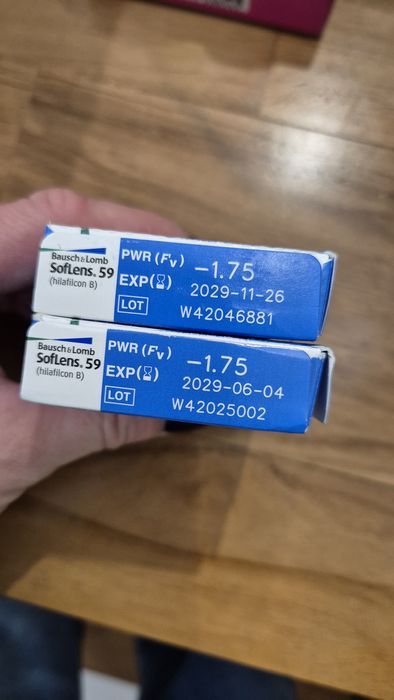 Bausch & Lomb
SofLens. 59
(hilafilcon B)
PWR (Fv) -1.75
EXP 2029-11-26
LOT W42046881
Bausch & Lomb
SofLens. 59
(hilafilcon B)
PWR (Fv) -1.75
EXP 2029-06-04
LOT W42025002